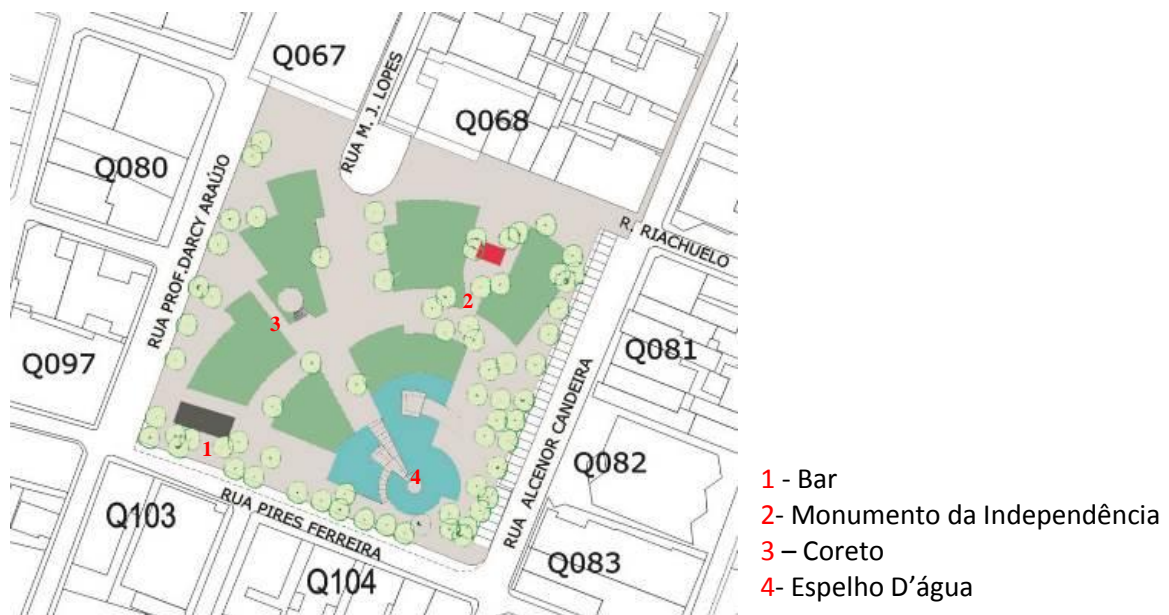 Q067
RUA M. J. LOPES
Q068
Q080
RUA PROF.DARCY ARAÚJO
R. RIACHUELO
2
3
Q081
Q097
RUA ALCENOR CANDEIRA
1
4
Q082
RUA PIRES FERREIRA
Q103
Q083
Q104
1 - Bar
2- Monumento da Independência
3 – Coreto
4- Espelho D’água